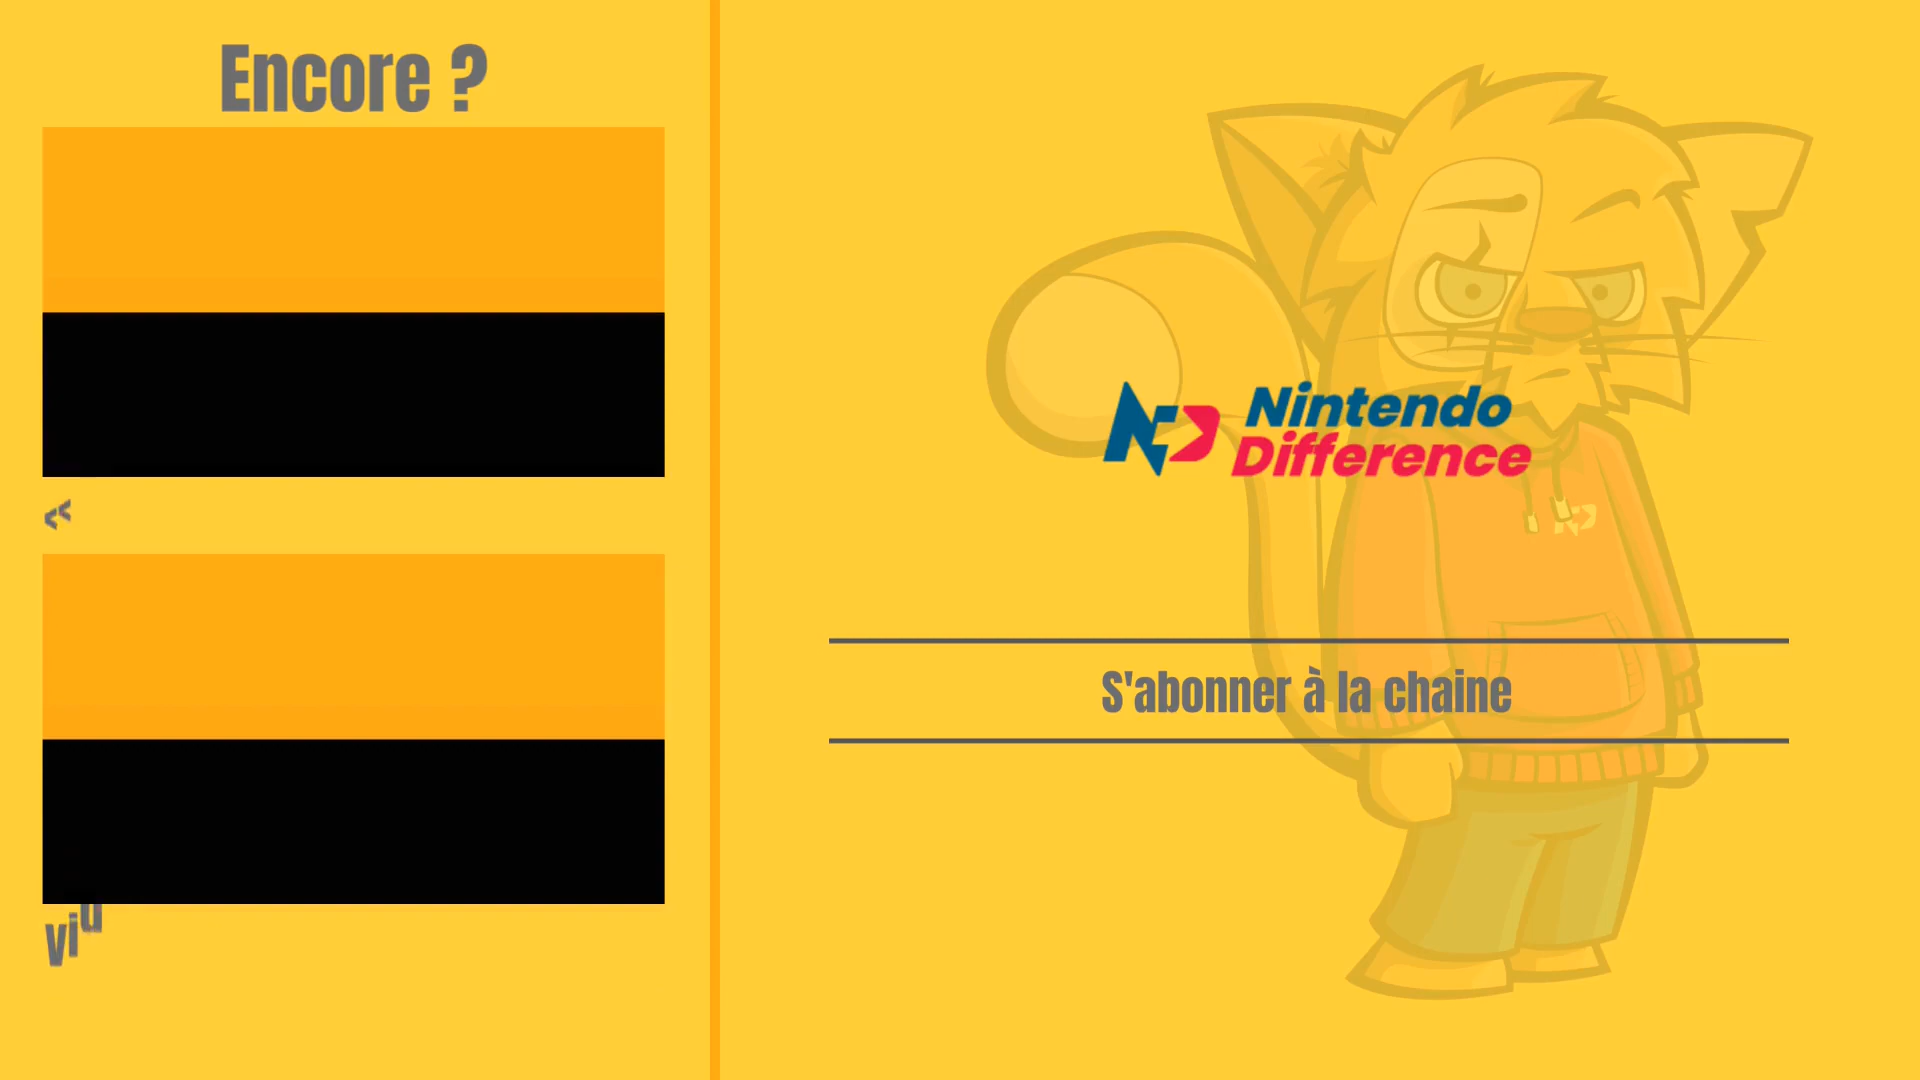 Encore ?
«
Nintendo
Difference
S'abonner à la chaine